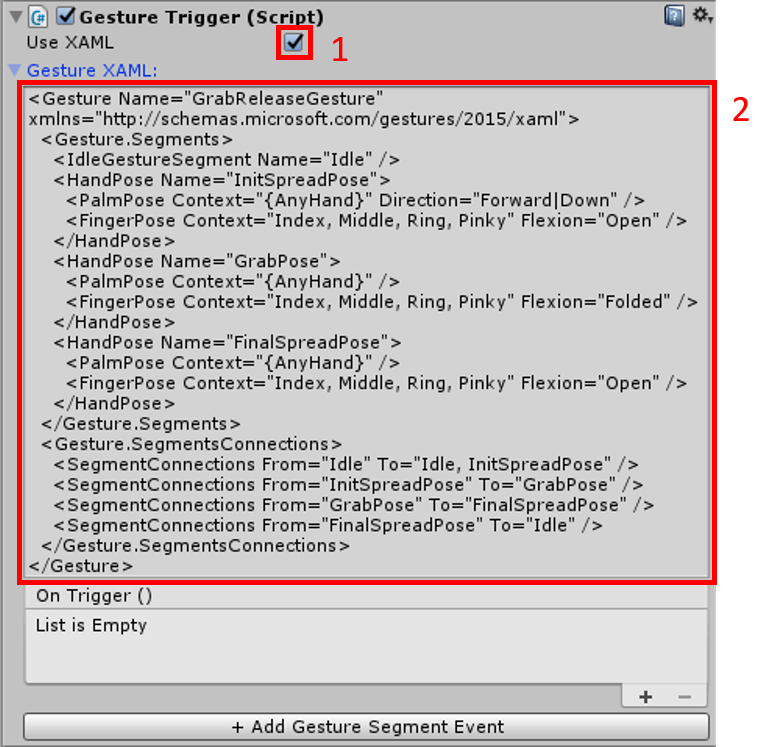 Gesture Trigger (Script)
Use XAML
1
Gesture XAML:
<Gesture Name="GrabReleaseGesture"
xmlns="http://schemas.microsoft.com/gestures/2015/xaml">
<Gesture.Segments>
<IdleGestureSegment Name="Idle" />
<HandPose Name="InitSpreadPose">
<PalmPose Context="{AnyHand}" Direction="Forward|Down" />
<FingerPose Context="Index, Middle, Ring, Pinky" Flexion="Open" />
</HandPose>
<HandPose Name="GrabPose">
<PalmPose Context="{AnyHand}" />
<FingerPose Context="Index, Middle, Ring, Pinky" Flexion="Folded" />
</HandPose>
<HandPose Name="FinalSpreadPose">
<PalmPose Context="{AnyHand}" />
<FingerPose Context="Index, Middle, Ring, Pinky" Flexion="Open" />
</HandPose>
</Gesture.Segments>
<Gesture.SegmentsConnections>
<SegmentConnections From="Idle" To="Idle, InitSpreadPose" />
<SegmentConnections From="InitSpreadPose" To="GrabPose" />
<SegmentConnections From="GrabPose" To="FinalSpreadPose" />
<SegmentConnections From="FinalSpreadPose" To="Idle" />
</Gesture.SegmentsConnections>
</Gesture>
2
On Trigger ()
List is Empty
+ −
+ Add Gesture Segment Event